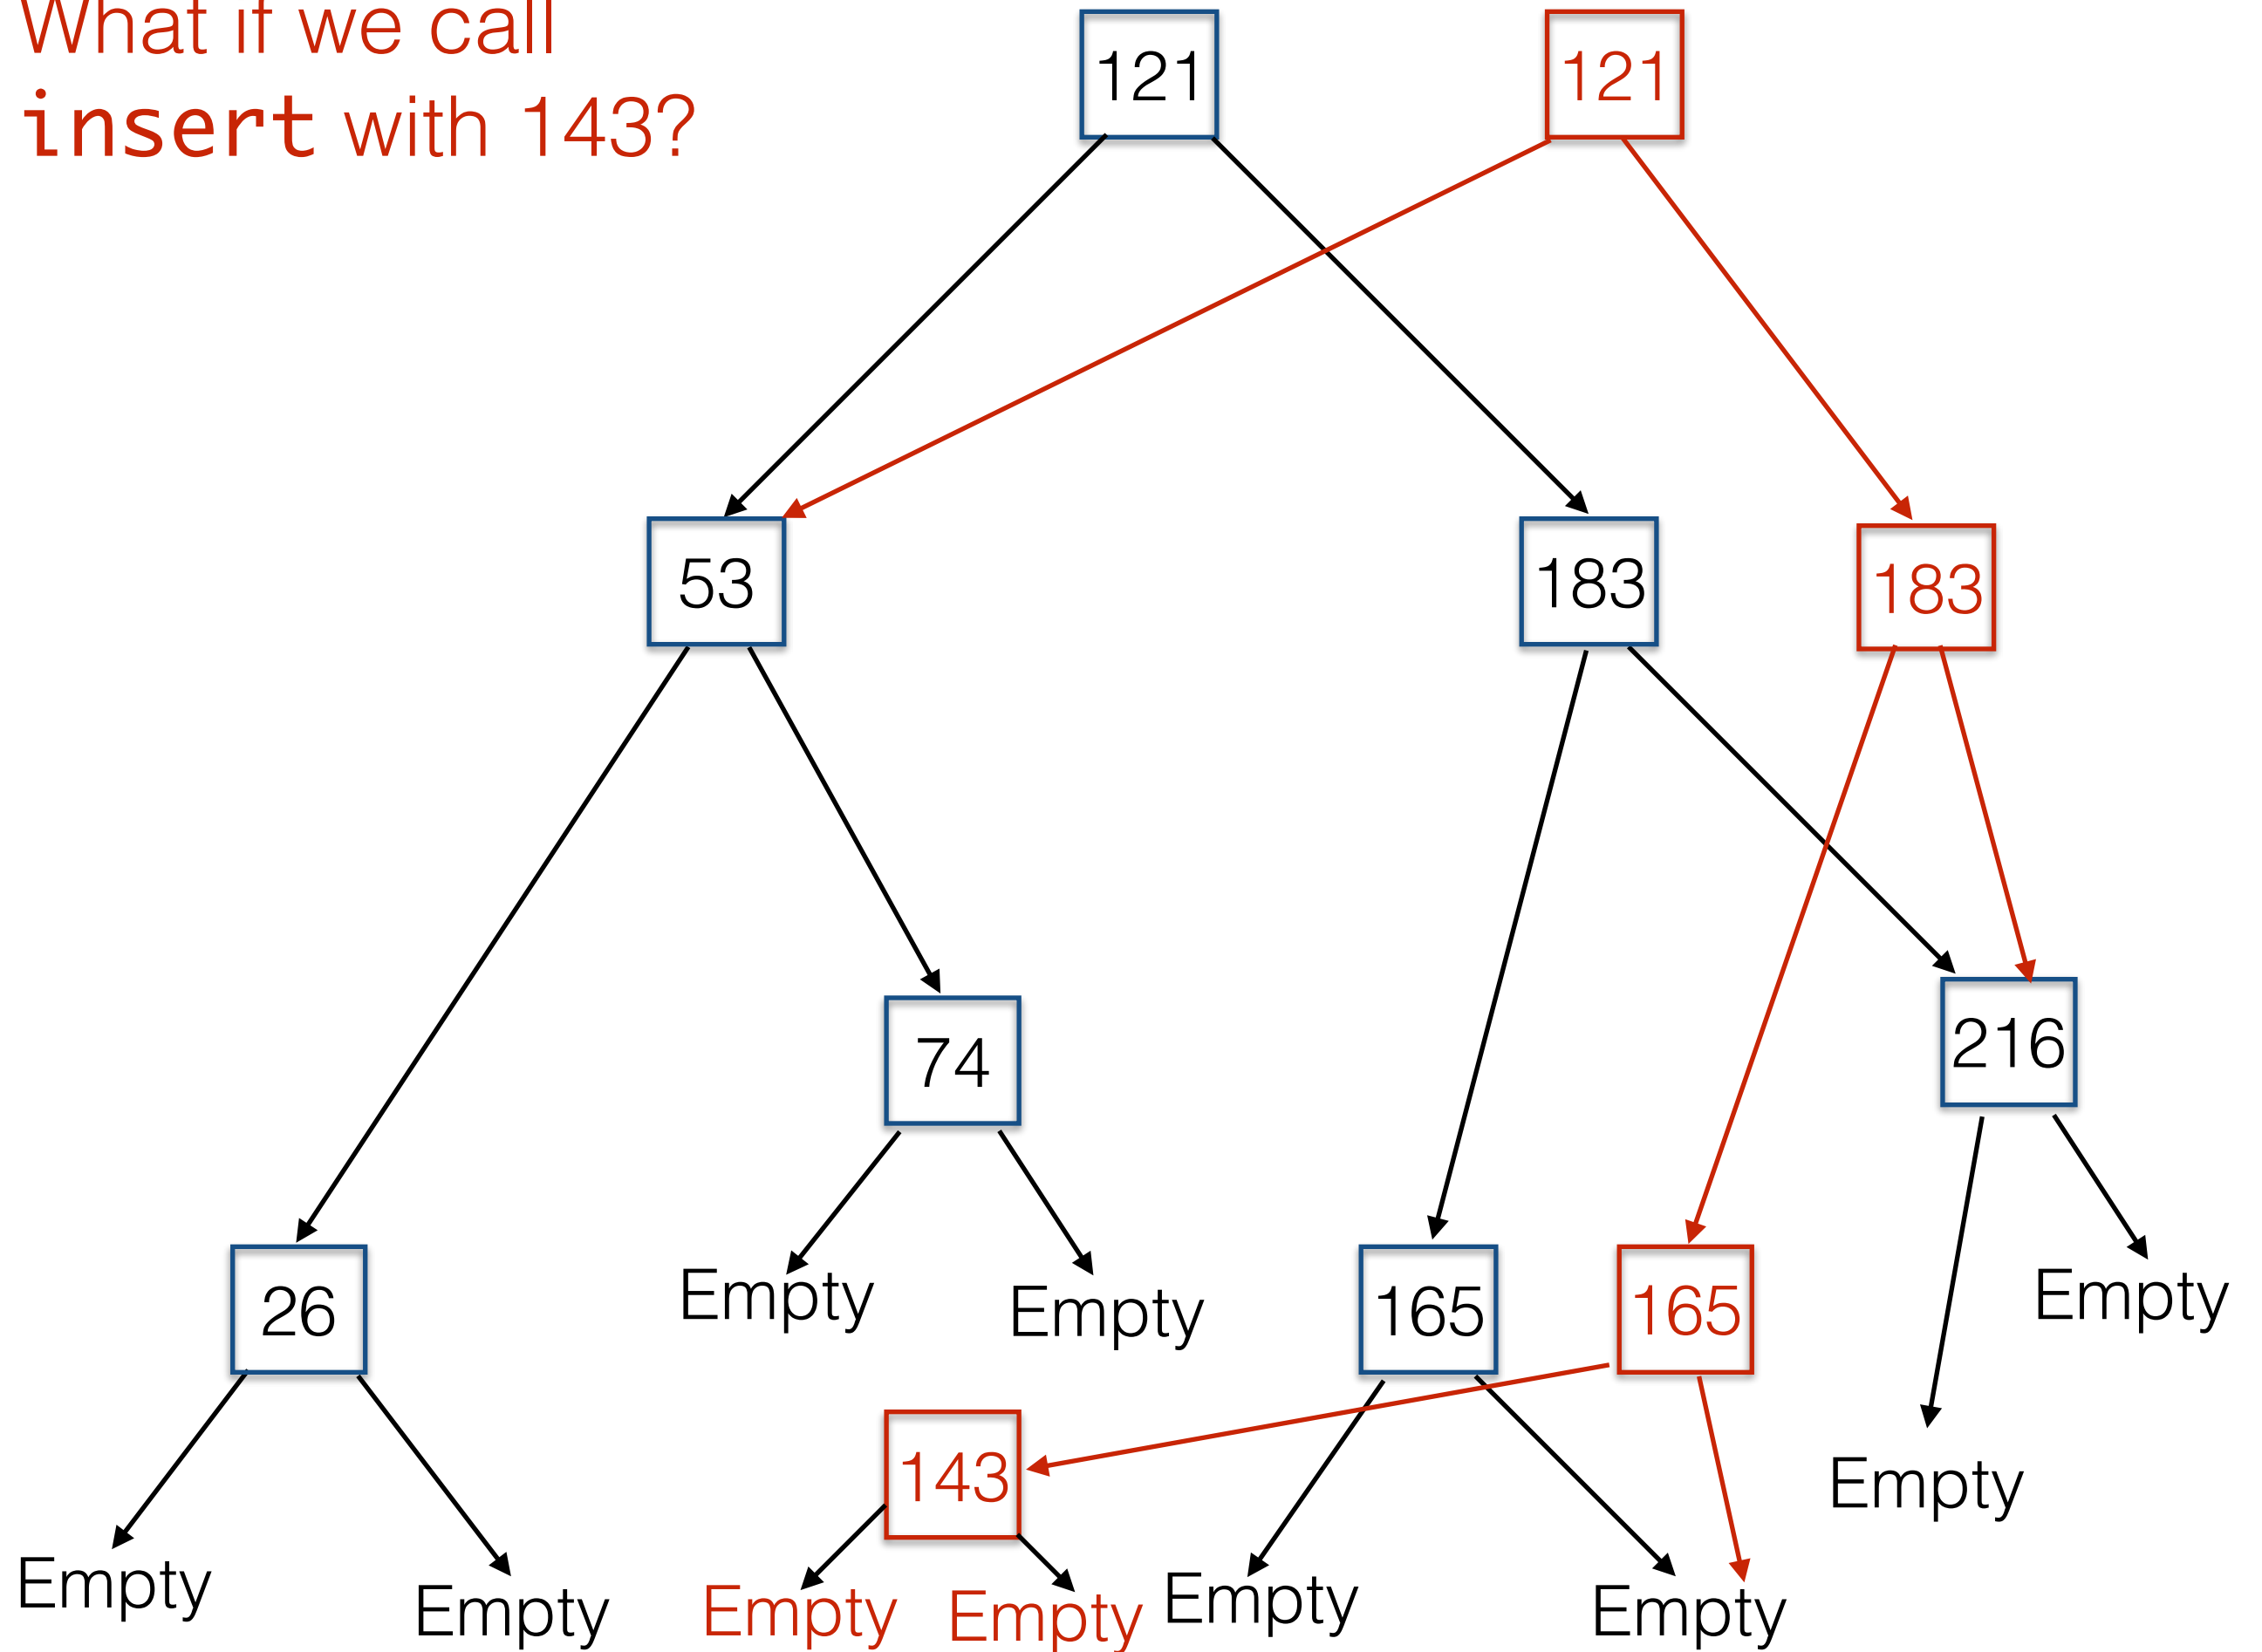 What if we call
insert with 143?
121 121
53 183 183
74 216
26 Empty Empty 165 165 Empty
143 Empty
Empty Empty Empty Empty Empty Empty